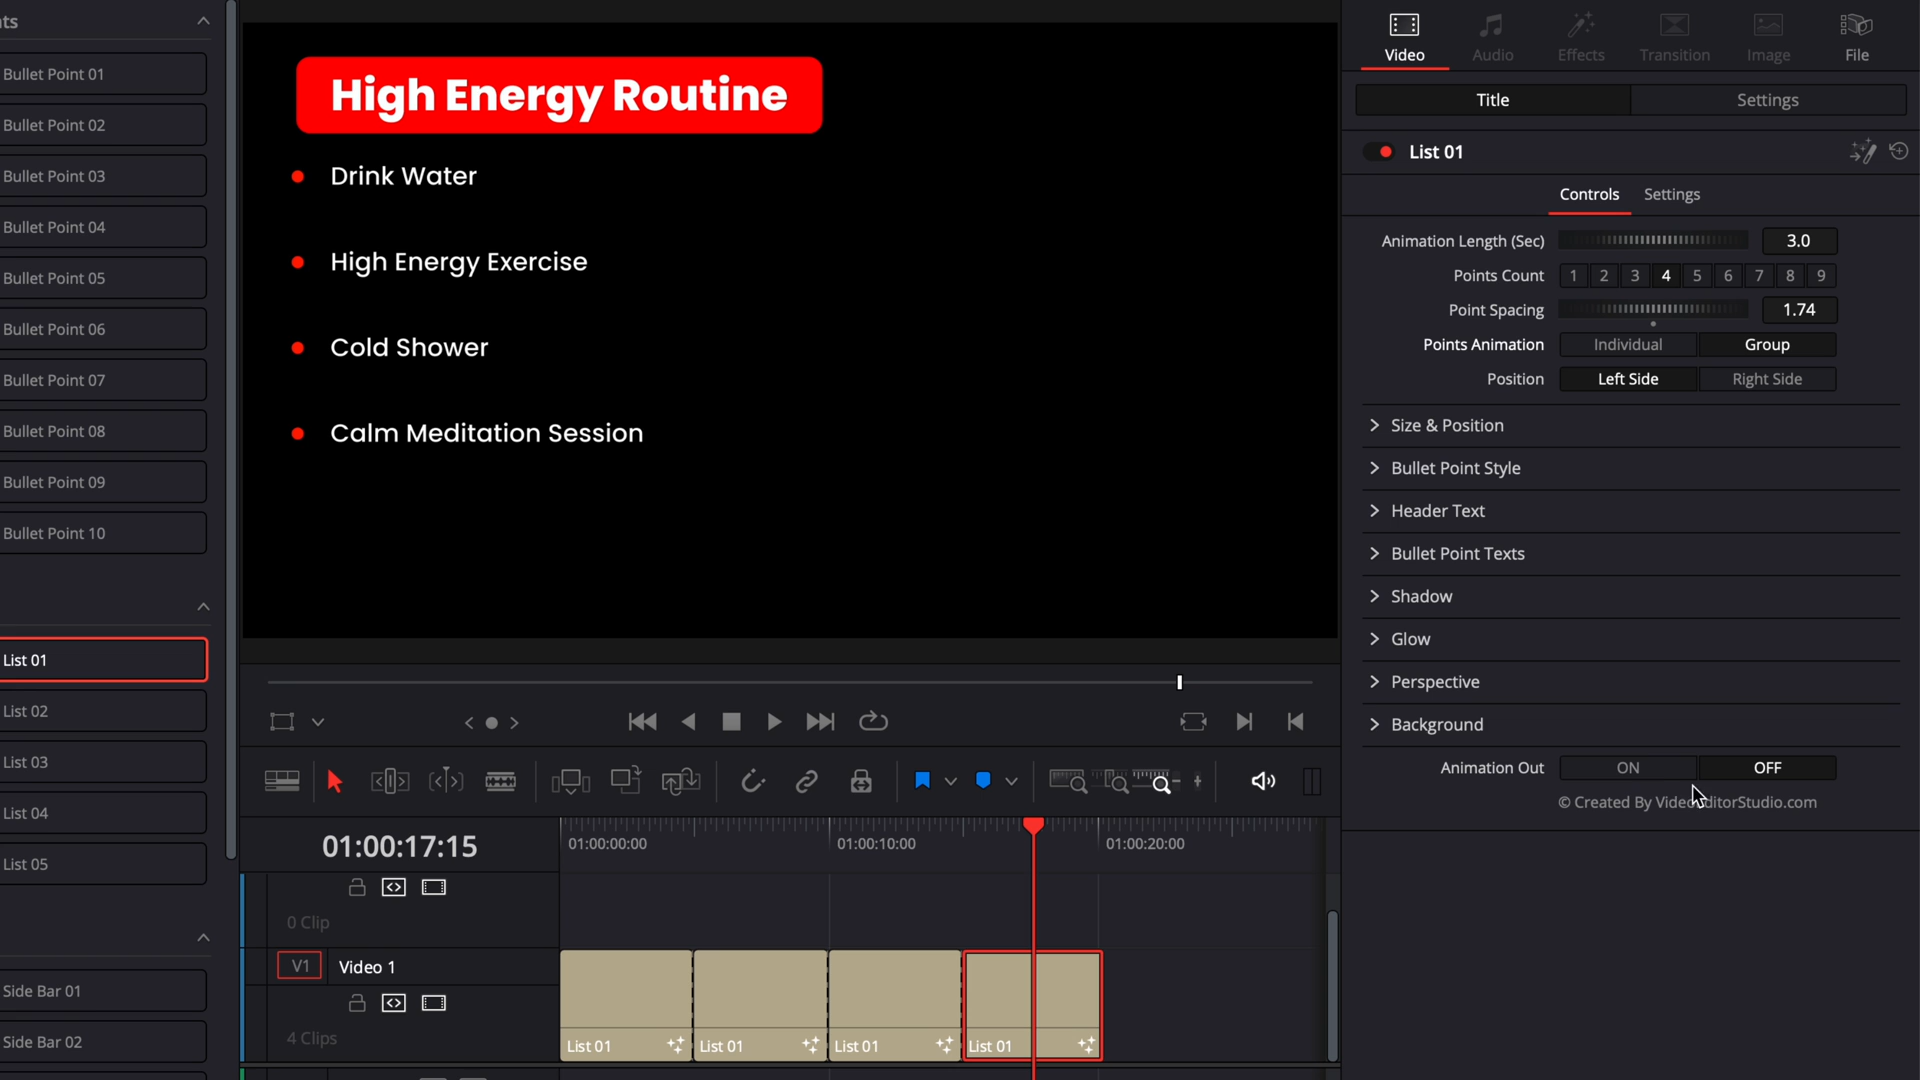 ts
Bullet Point 01
Bullet Point 02
Bullet Point 03
Bullet Point 04
Bullet Point 05
Bullet Point 06
Bullet Point 07
Bullet Point 08
Bullet Point 09
Bullet Point 10
List 01
List 02
List 03
List 04
List 05
Side Bar 01
Side Bar 02
High Energy Routine
Drink Water
High Energy Exercise
Cold Shower
Calm Meditation Session
01:00:17:15
01:00:00:00
01:00:10:00
01:00:20:00
0 Clip
V1 Video 1
4 Clips
List 01
List 01
List 01
List 01
Video Audio Effects Transition Image File
Title Settings
List 01
Controls Settings
Animation Length (Sec) 3.0
Points Count 1 2 3 4 5 6 7 8 9
Point Spacing 1.74
Points Animation Individual Group
Position Left Side Right Side
Size & Position
Bullet Point Style
Header Text
Bullet Point Texts
Shadow
Glow
Perspective
Background
Animation Out ON OFF
© Created By VideoEditorStudio.com